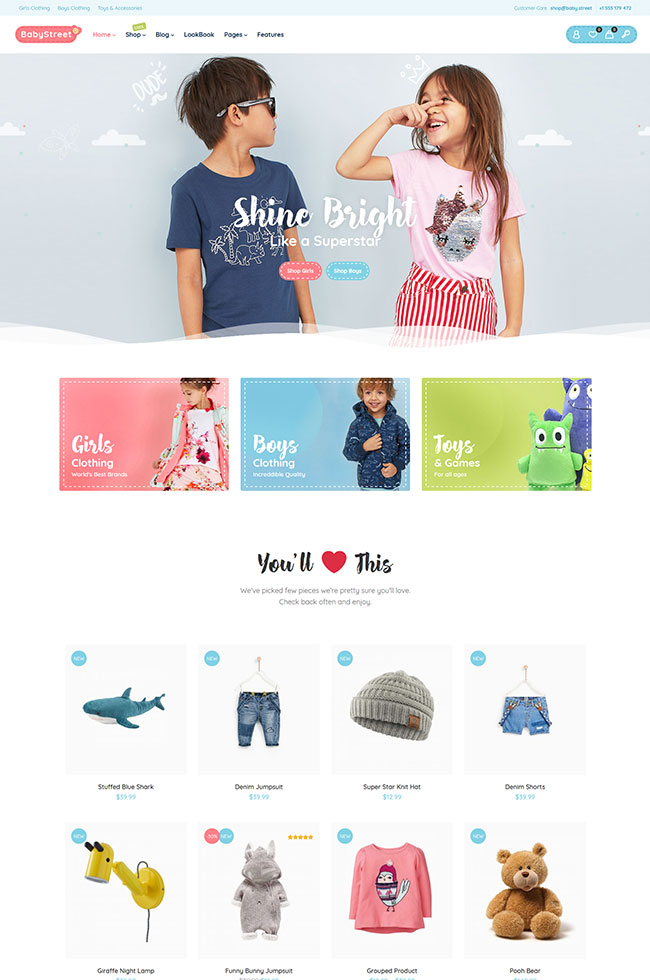 Girls Clothing Boys Clothing Toys & Accessories Customer Care shop@baby.street +1 555 179 472
BabyStreet Home Shop Blog LookBook Pages Features
DUDE
Shine Bright
Like a Superstar
Shop Girls Shop Boys
Girls
Clothing
World's Best Brands
Boys
Clothing
Increddible Quality
Toys
& Games
For all ages
You'll This
We've picked few pieces we're pretty sure you'll love.
Check back often and enjoy.
NEW NEW NEW NEW
Stuffed Blue Shark Denim Jumpsuit Super Star Knit Hat Denim Shorts
$39.99 $39.99 $12.99 $39.99
NEW -50% NEW NEW NEW
Giraffe Night Lamp Funny Bunny Jumpsuit Grouped Product Pooh Bear